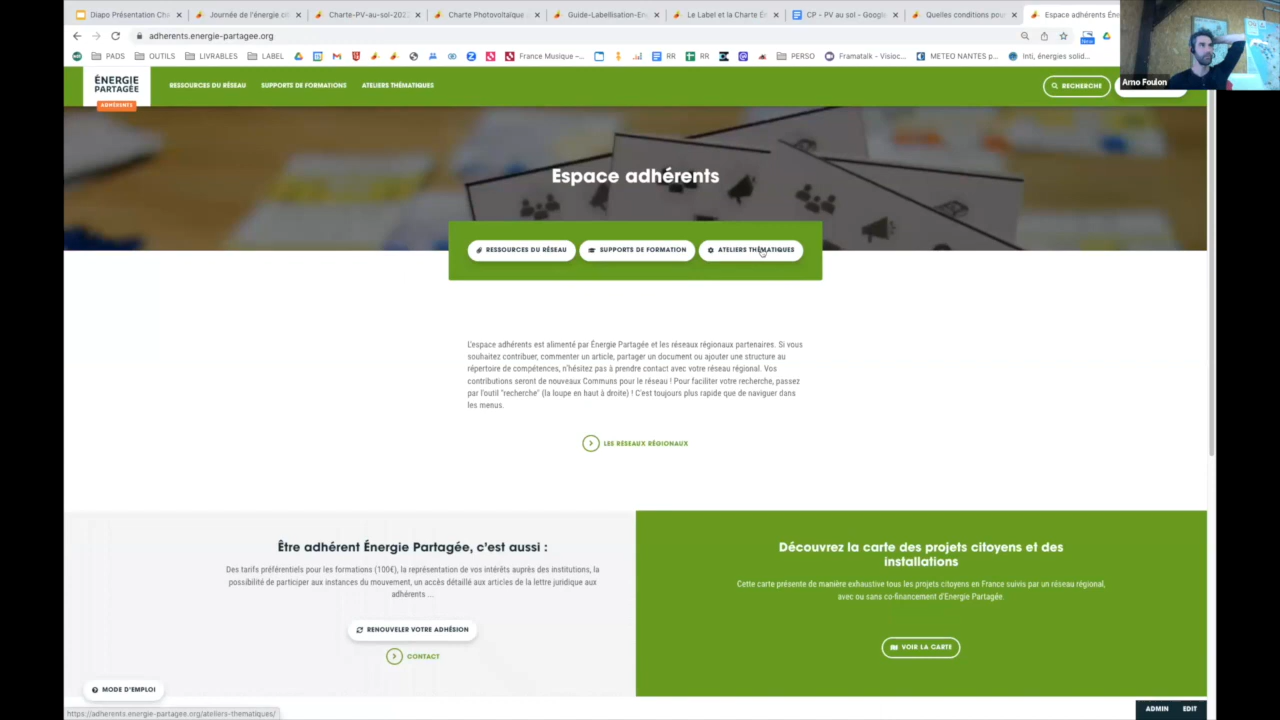 Diapo Présentation Cha
Journée de l'énergie ci
Charte-PV-au-sol-202
Charte Photovoltaïque
Guide-Labellisation-En
Le Label et la Charte É
CP - PV au sol - Google
Quelles conditions pou
Espace adhérents Éne
adherents.energie-partagee.org
New
PADS
OUTILS
LIVRABLES
LABEL
France Musique –...
RR
RR
PERSO
Framatalk – Visioc...
METEO NANTES p...
Inti, énergies solid...
Arno Foulon
ÉNERGIE
PARTAGÉE
ADHÉRENTS
RESSOURCES DU RÉSEAU
SUPPORTS DE FORMATIONS
ATELIERS THÉMATIQUES
RECHERCHE
Espace adhérents
RESSOURCES DU RÉSEAU
SUPPORTS DE FORMATION
ATELIERS THÉMATIQUES
L'espace adhérents est alimenté par Énergie Partagée et les réseaux régionaux partenaires. Si vous
souhaitez contribuer, commenter un article, partager un document ou ajouter une structure au
répertoire de compétences, n'hésitez pas à prendre contact avec votre réseau régional. Vos
contributions seront de nouveaux Communs pour le réseau ! Pour faciliter votre recherche, passez
par l'outil "recherche" (la loupe en haut à droite) ! C'est toujours plus rapide que de naviguer dans
les menus.
LES RÉSEAUX RÉGIONAUX
Être adhérent Énergie Partagée, c'est aussi :
Des tarifs préférentiels pour les formations (100€), la représentation de vos intérêts auprès des institutions, la
possibilité de participer aux instances du mouvement, un accès détaillé aux articles de la lettre juridique aux
adhérents ....
RENOUVELER VOTRE ADHÉSION
CONTACT
Découvrez la carte des projets citoyens et des
installations
Cette carte présente de manière exhaustive tous les projets citoyens en France suivis par un réseau régional,
avec ou sans co-financement d'Energie Partagée
VOIR LA CARTE
MODE D'EMPLOI
https://adherents.energie-partagee.org/ateliers-thematiques/
ADMIN
EDIT